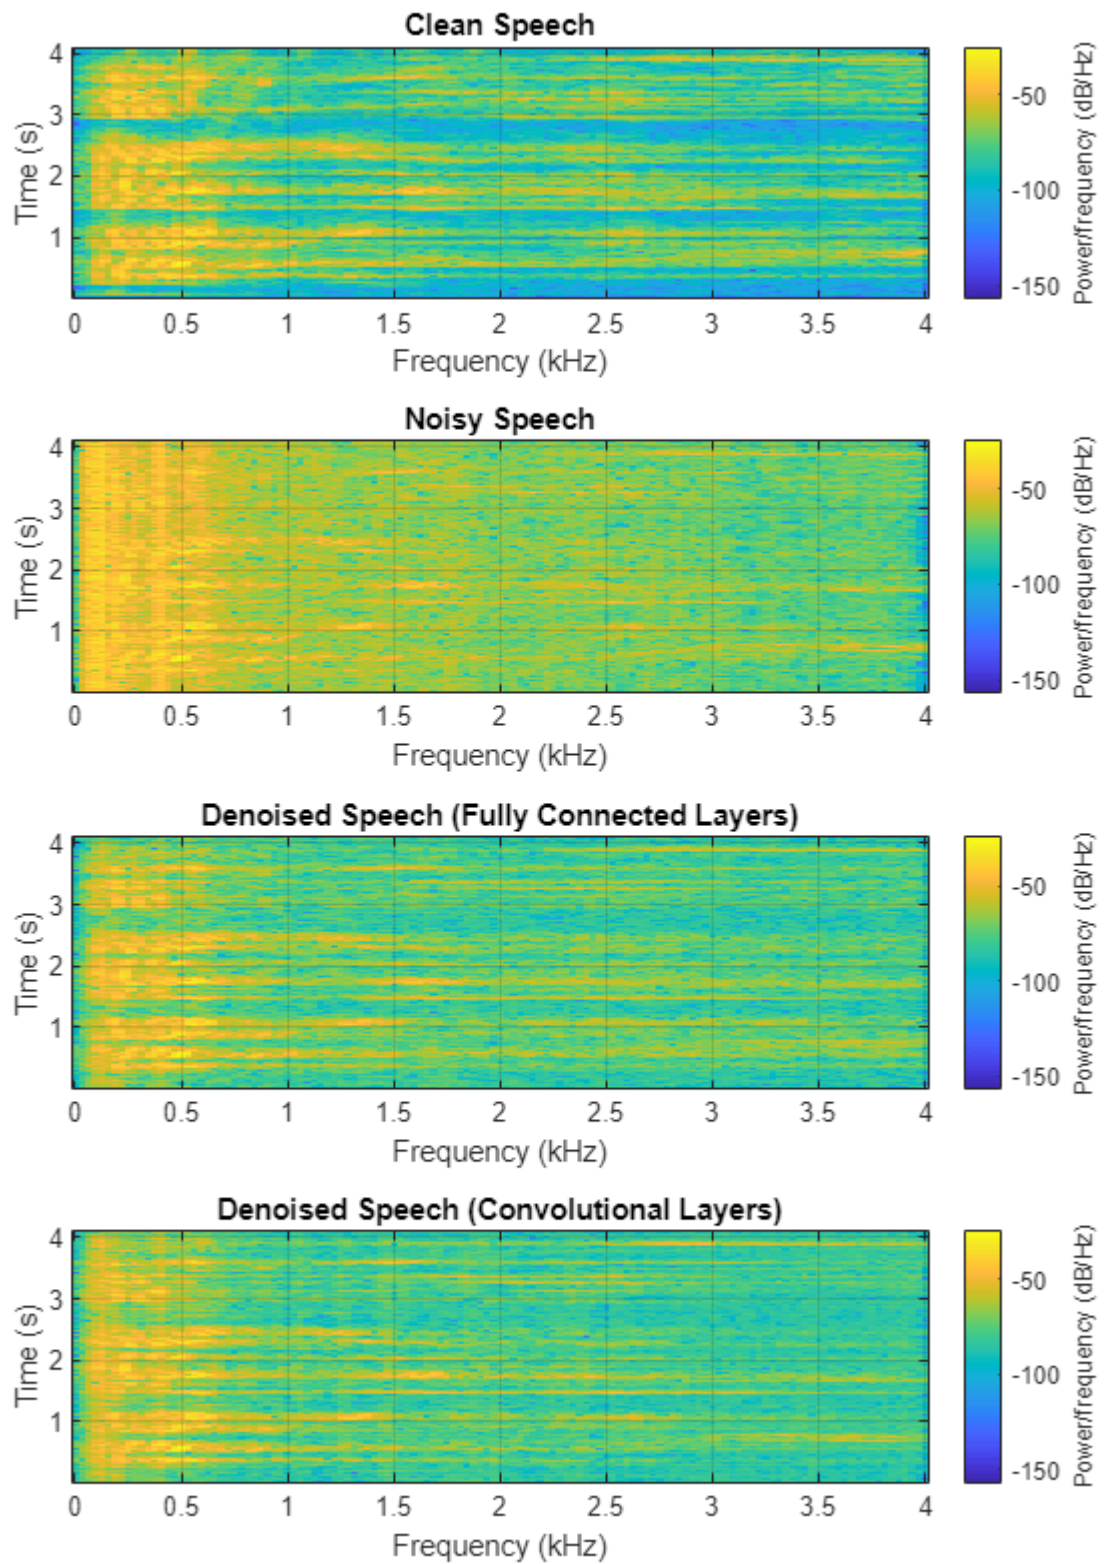 Clean Speech
4
3
2
1
Time (s)
0 0.5 1 1.5 2 2.5 3 3.5 4
Frequency (kHz)
-50
-100
-150
Power/frequency (dB/Hz)
Noisy Speech
4
3
2
1
Time (s)
0 0.5 1 1.5 2 2.5 3 3.5 4
Frequency (kHz)
-50
-100
-150
Power/frequency (dB/Hz)
Denoised Speech (Fully Connected Layers)
4
3
2
1
Time (s)
0 0.5 1 1.5 2 2.5 3 3.5 4
Frequency (kHz)
-50
-100
-150
Power/frequency (dB/Hz)
Denoised Speech (Convolutional Layers)
4
3
2
1
Time (s)
0 0.5 1 1.5 2 2.5 3 3.5 4
Frequency (kHz)
-50
-100
-150
Power/frequency (dB/Hz)